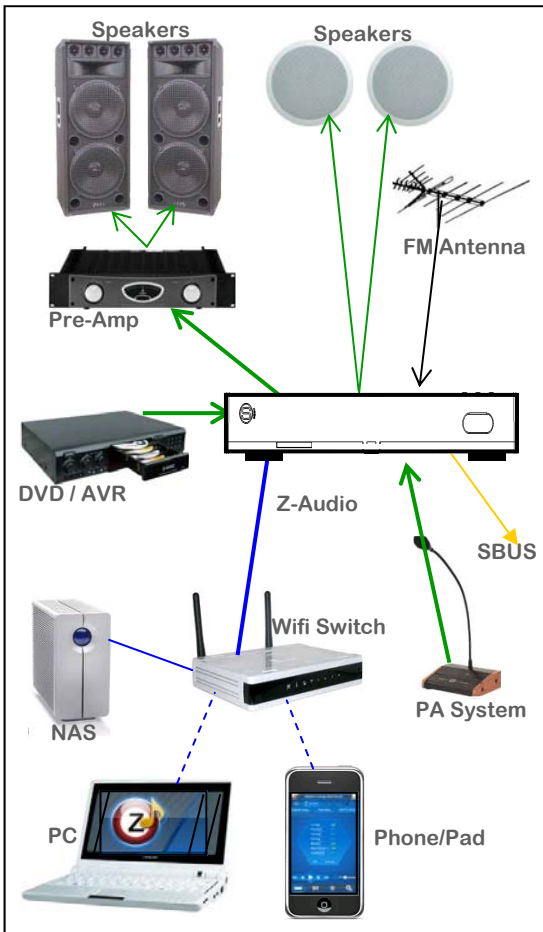 Speakers
Speakers
FM Antenna
Pre-Amp
DVD / AVR
Z-Audio
SBUS
Wifi Switch
NAS
PA System
PC
Z
Phone/Pad